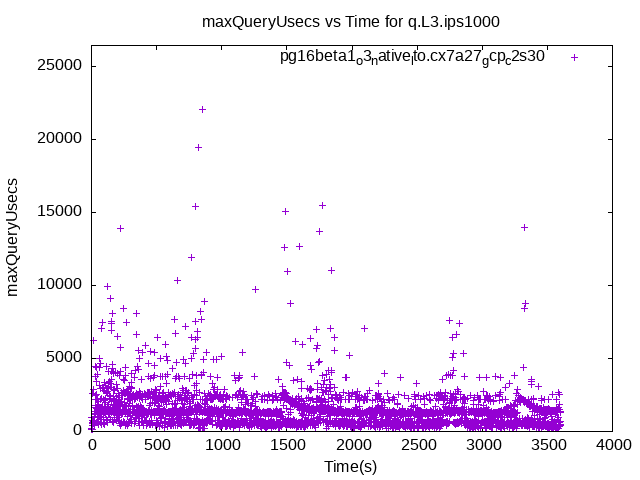 maxQueryUsecs vs Time for q.L3.ips1000
pg16beta1o3native_lto.cx7a27gcpc2s30
25000
20000
15000
10000
5000
0
maxQueryUsecs
0 500 1000 1500 2000 2500 3000 3500 4000
Time(s)